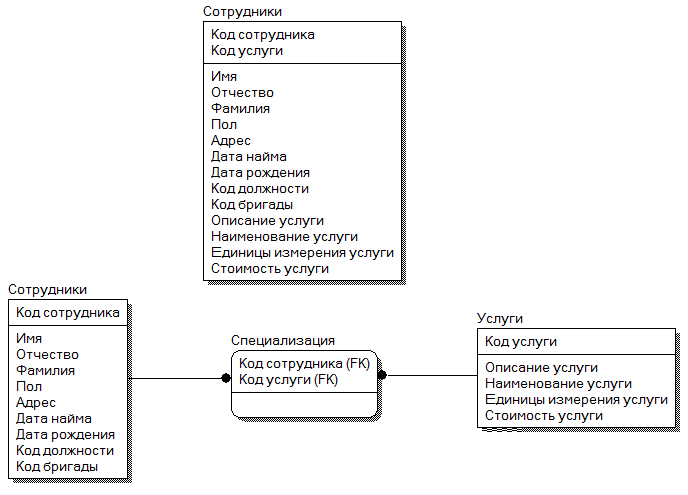 Сотрудники
Код сотрудника
Код услуги
Имя
Отчество
Фамилия
Пол
Адрес
Дата найма
Дата рождения
Код должности
Код бригады
Описание услуги
Наименование услуги
Единицы измерения услуги
Стоимость услуги
Сотрудники
Код сотрудника
Имя
Отчество
Фамилия
Пол
Адрес
Дата найма
Дата рождения
Код должности
Код бригады
Специализация
Код сотрудника (FK)
Код услуги (FK)
Услуги
Код услуги
Описание услуги
Наименование услуги
Единицы измерения услуги
Стоимость услуги